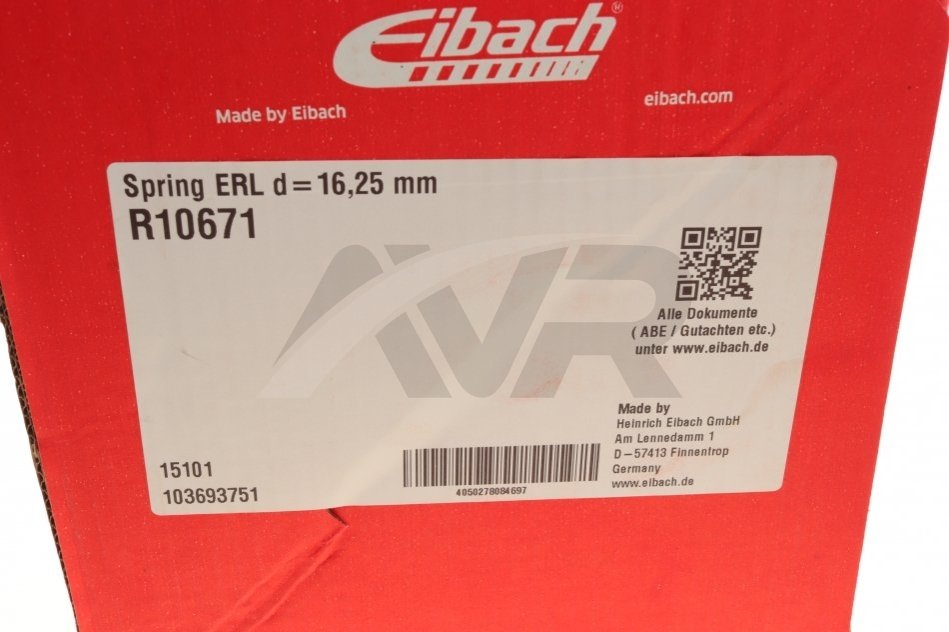 Eibach®
Made by Eibach
eibach.com
Spring ERL d=16,25 mm
R10671
AVR
Alle Dokumente
( ABE / Gutachten etc.)
unter www.eibach.de
Made by
Heinrich Eibach GmbH
Am Lennedamm 1
D-57413 Finnentrop
Germany
www.eibach.de
15101
103693751
4050278084697